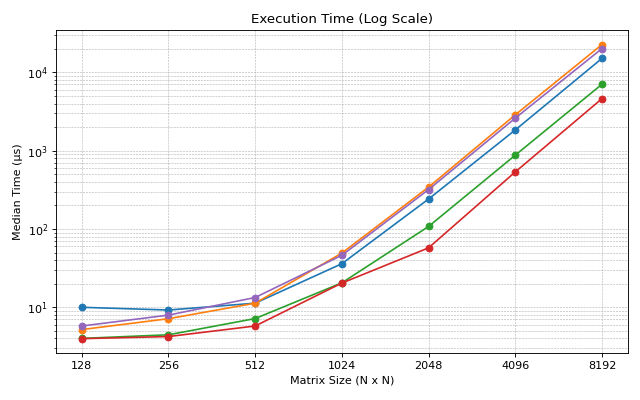 Execution Time (Log Scale)
Median Time (μs)
10⁴
10³
10²
10¹
128 256 512 1024 2048 4096 8192
Matrix Size (N x N)